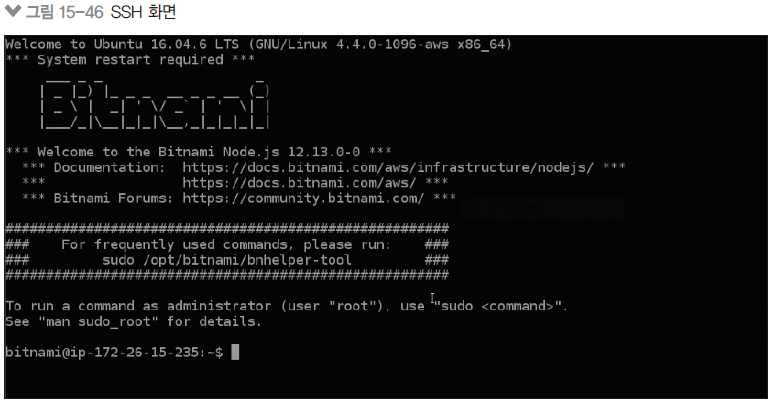 그림 15-46 SSH 화면
Welcome to Ubuntu 16.04.6 LTS (GNU/Linux 4.4.0-1096-aws x86_64)
*** System restart required ***
Bitnami
*** Welcome to the Bitnami Node.js 12.13.0-0 ***
*** Documentation:  https://docs.bitnami.com/aws/infrastructure/nodejs/ ***
***                 https://docs.bitnami.com/aws/ ***
*** Bitnami Forums: https://community.bitnami.com/ ***
#######################################################
###    For frequently used commands, please run:    ###
###         sudo /opt/bitnami/bnhelper-tool         ###
#######################################################
To run a command as administrator (user "root"), use "sudo <command>".
See "man sudo_root" for details.
bitnami@ip-172-26-15-235:~$